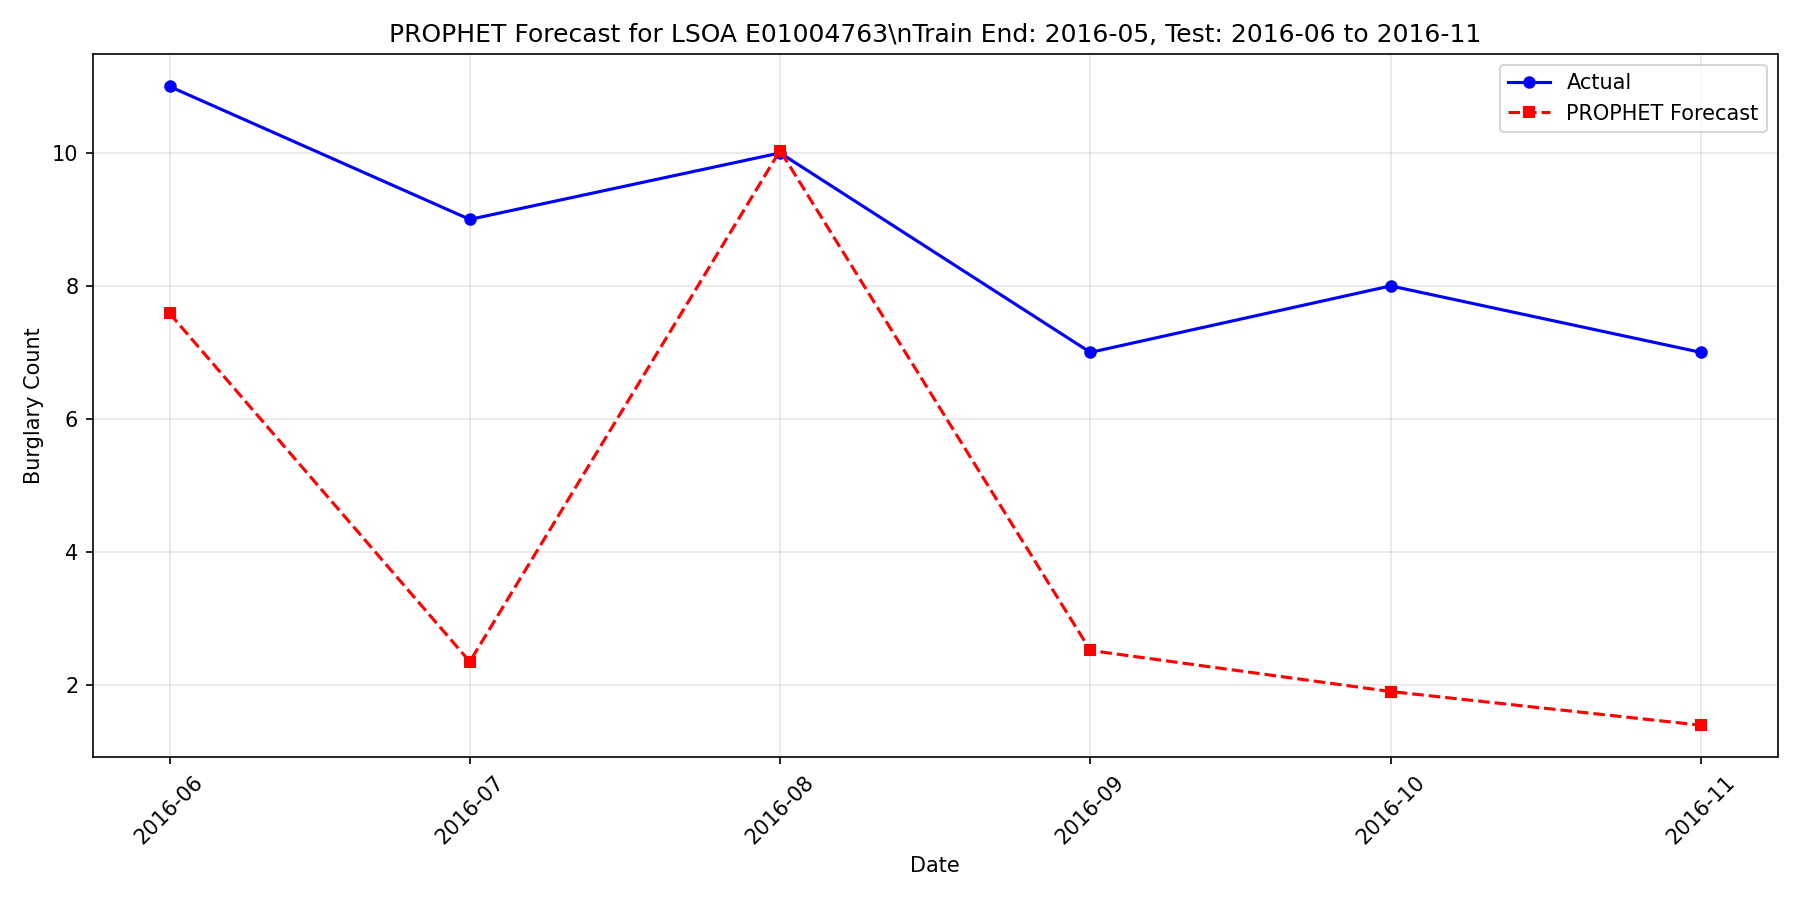 PROPHET Forecast for LSOA E01004763\nTrain End: 2016-05, Test: 2016-06 to 2016-11
Actual
PROPHET Forecast
Burglary Count
10
8
6
4
2
2016-06
2016-07
2016-08
2016-09
2016-10
2016-11
Date